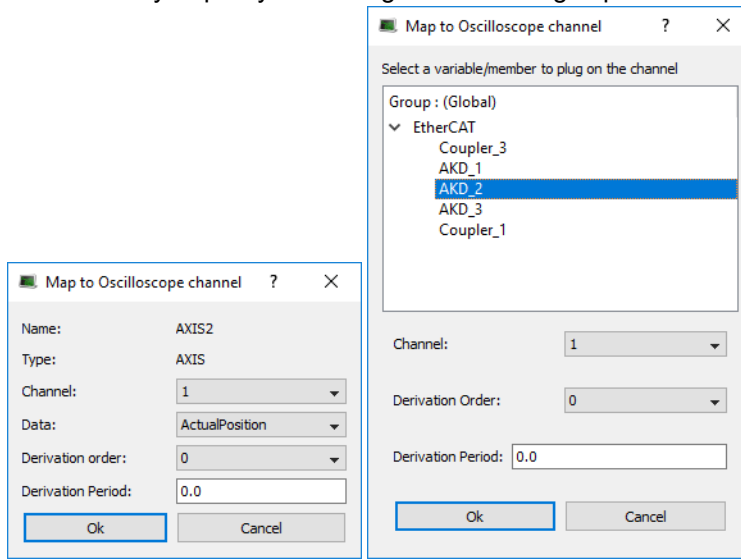 Map to Oscilloscope channel ? ×
Select a variable/member to plug on the channel
Group : (Global)
EtherCAT
Coupler_3
AKD_1
AKD_2
AKD_3
Coupler_1
Channel: 1
Derivation Order: 0
Derivation Period: 0.0
Ok Cancel
Map to Oscilloscope channel ? ×
Name: AXIS2
Type: AXIS
Channel: 1
Data: ActualPosition
Derivation order: 0
Derivation Period: 0.0
Ok Cancel